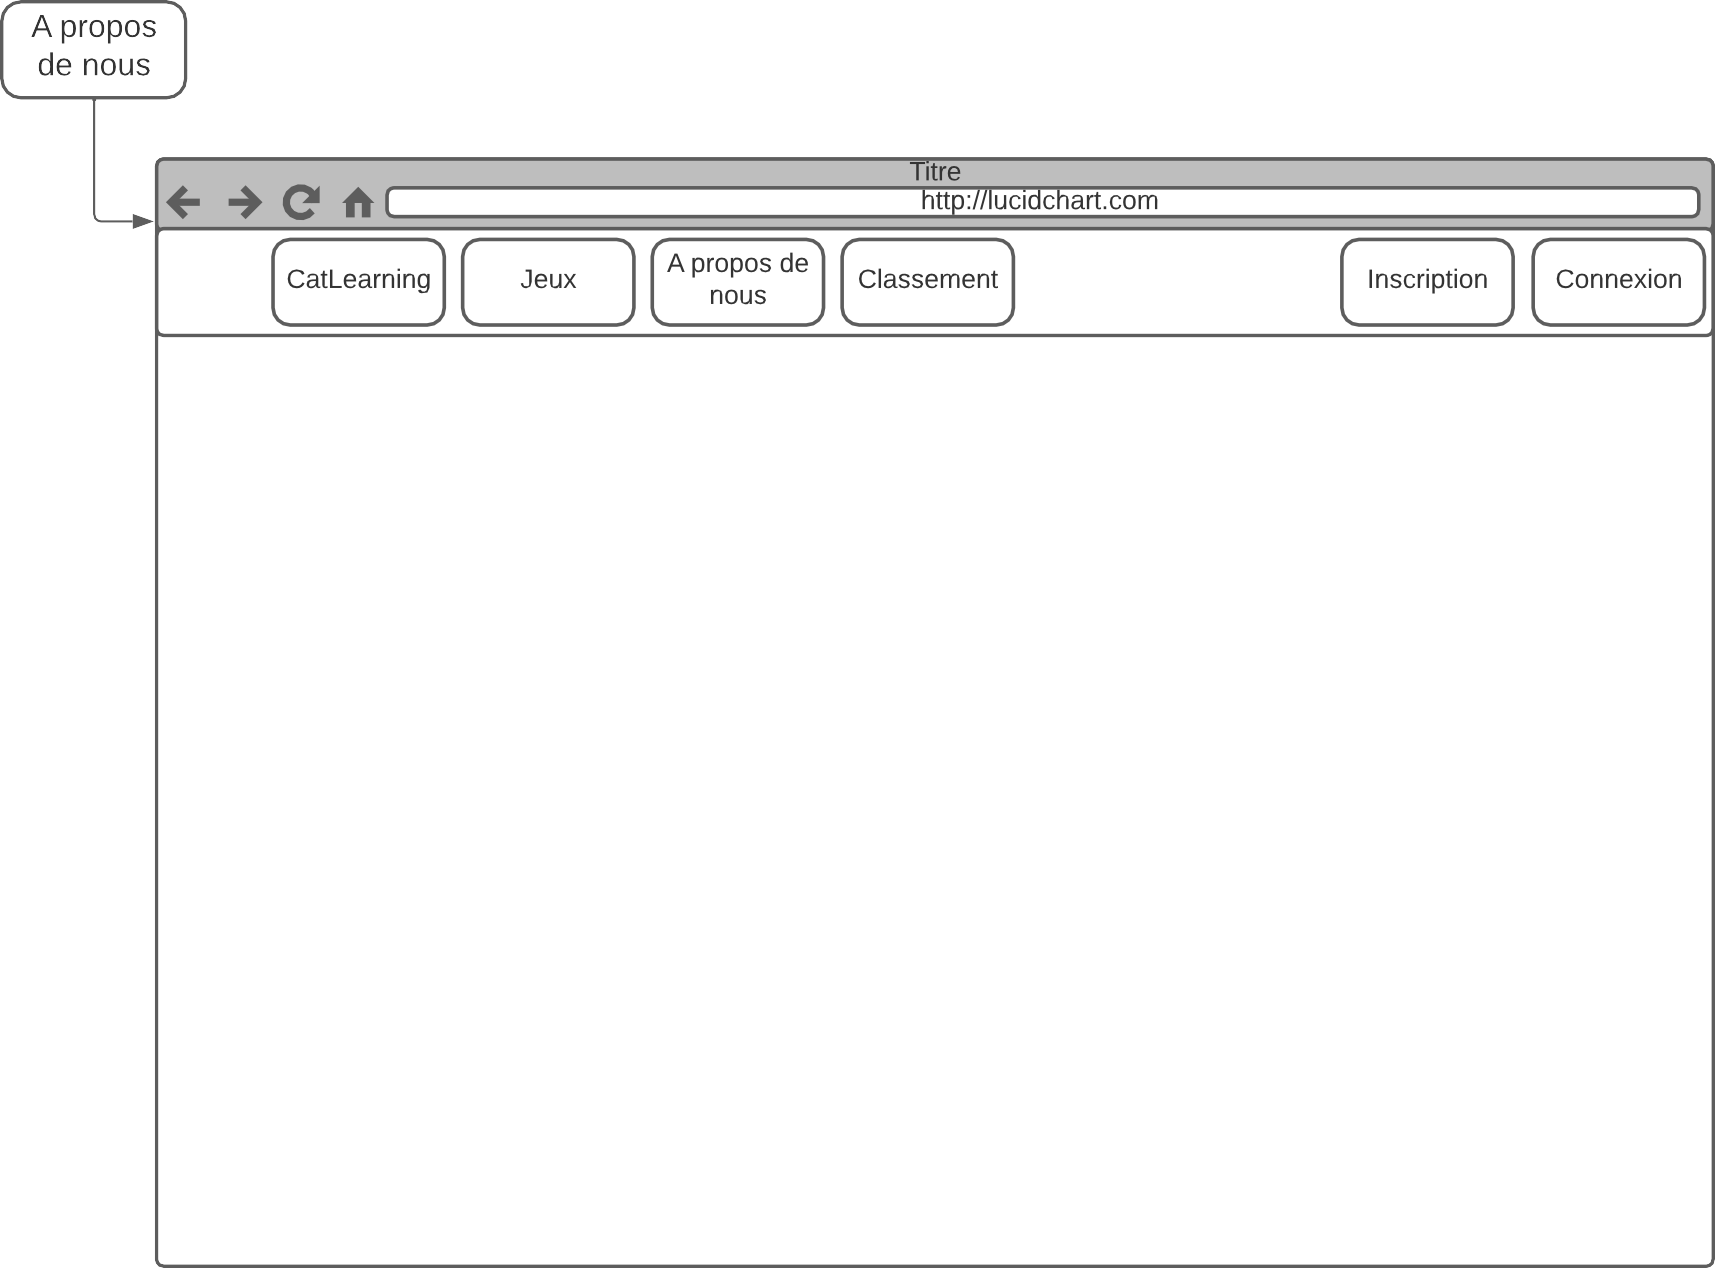 A propos
de nous
Titre
http://lucidchart.com
CatLearning
Jeux
A propos de
nous
Classement
Inscription
Connexion